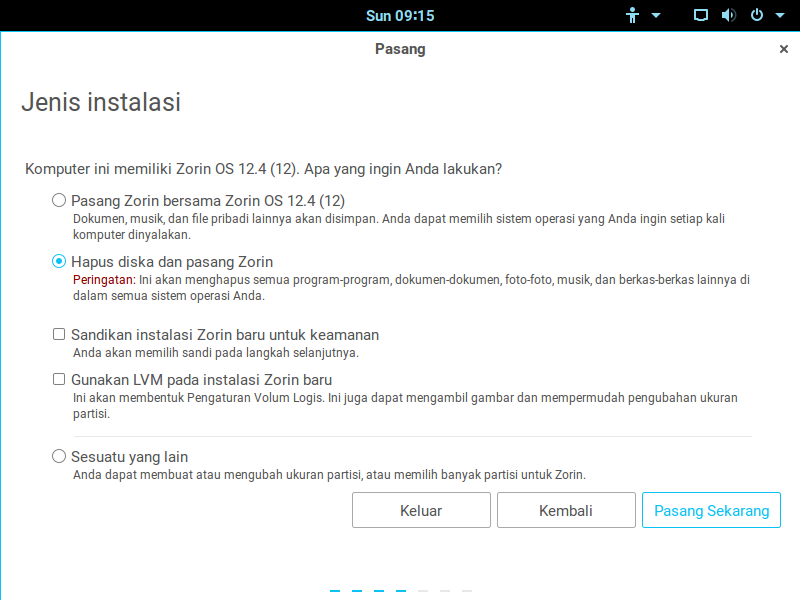 Sun 09:15
Pasang
Jenis instalasi
Komputer ini memiliki Zorin OS 12.4 (12). Apa yang ingin Anda lakukan?
Pasang Zorin bersama Zorin OS 12.4 (12)
Dokumen, musik, dan file pribadi lainnya akan disimpan. Anda dapat memilih sistem operasi yang Anda ingin setiap kali
komputer dinyalakan.
Hapus diska dan pasang Zorin
Peringatan: Ini akan menghapus semua program-program, dokumen-dokumen, foto-foto, musik, dan berkas-berkas lainnya di
dalam semua sistem operasi Anda.
Sandikan instalasi Zorin baru untuk keamanan
Anda akan memilih sandi pada langkah selanjutnya.
Gunakan LVM pada instalasi Zorin baru
Ini akan membentuk Pengaturan Volum Logis. Ini juga dapat mengambil gambar dan mempermudah pengubahan ukuran
partisi.
Sesuatu yang lain
Anda dapat membuat atau mengubah ukuran partisi, atau memilih banyak partisi untuk Zorin.
Keluar
Kembali
Pasang Sekarang